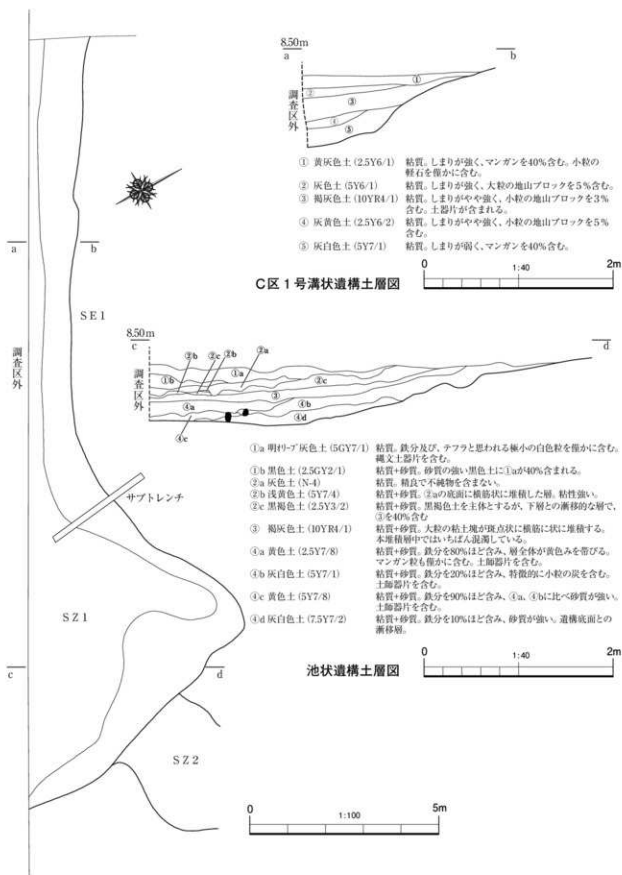 8.50m
a b
調査区外
①
②
③
④
⑤
① 黄灰色土 (2.5Y6/1) 粘質。しまりが強く、マンガンを40%含む。小粒の
軽石を僅かに含む。
② 灰色土 (5Y6/1) 粘質。しまりが強く、大粒の地山ブロックを5%含む。
③ 褐灰色土 (10YR4/1) 粘質。しまりがやや強く、小粒の地山ブロックを3%
含む。土器片が含まれる。
④ 灰黄色土 (2.5Y6/2) 粘質。しまりがやや強く、小粒の地山ブロックを5%
含む。
⑤ 灰白色土 (5Y7/1) 粘質。しまりが弱く、マンガンを40%含む。
C区1号溝状遺構土層図
0 1:40 2m
a b
SE1
調査区外
サブトレンチ
SZ1
c d
SZ2
8.50m
c d
調査区外
②b ②c ②b ②a
①b ①a ②c
③
④a ④b
④c ④d
①a 明オリーブ灰色土 (5GY7/1) 粘質。鉄分及び、テフラと思われる極小の白色粒を僅かに含む。
縄文土器片を含む。
①b 黒色土 (2.5GY2/1) 粘質+砂質。砂質の強い黒色土に①aが40%含まれる。
②a 灰色土 (N-4) 粘質。精良で不純物を含まない。
②b 浅黄色土 (5Y7/4) 粘質+砂質。②aの底面に横筋状に堆積した層。粘性強い。
②c 黒褐色土 (2.5Y3/2) 粘質+砂質。黒褐色土を主体とするが、下層との漸移的な層で、
③を40%含む
③ 褐灰色土 (10YR4/1) 粘質+砂質。大粒の粘土塊が斑点状に横筋に状に堆積する。
本堆積層中ではいちばん混濁している。
④a 黄色土 (2.5Y7/8) 粘質+砂質。鉄分を80%ほど含み、層全体が黄色みを帯びる。
マンガン粒も僅かに含む。土師器片を含む。
④b 灰白色土 (5Y7/1) 粘質+砂質。鉄分を20%ほど含み、特徴的に小粒の炭を含む。
土師器片を含む。
④c 黄色土 (5Y7/8) 粘質+砂質。鉄分を90%ほど含み、④a、④bに比べ砂質が強い。
土師器片を含む。
④d 灰白色土 (7.5Y7/2) 粘質+砂質。鉄分を10%ほど含み、砂質が強い。遺構底面との
漸移層。
池状遺構土層図
0 1:40 2m
0 1:100 5m